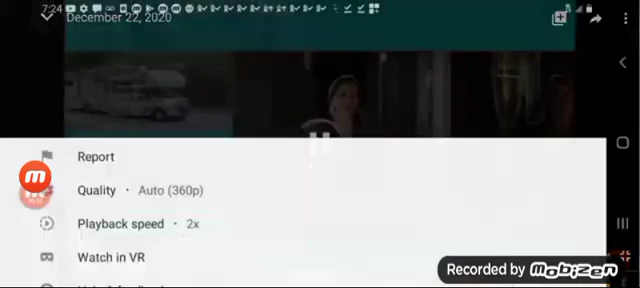 7:24
December 22, 2020
Report
Quality · Auto (360p)
Playback speed · 2x
Watch in VR
Recorded by mobizen